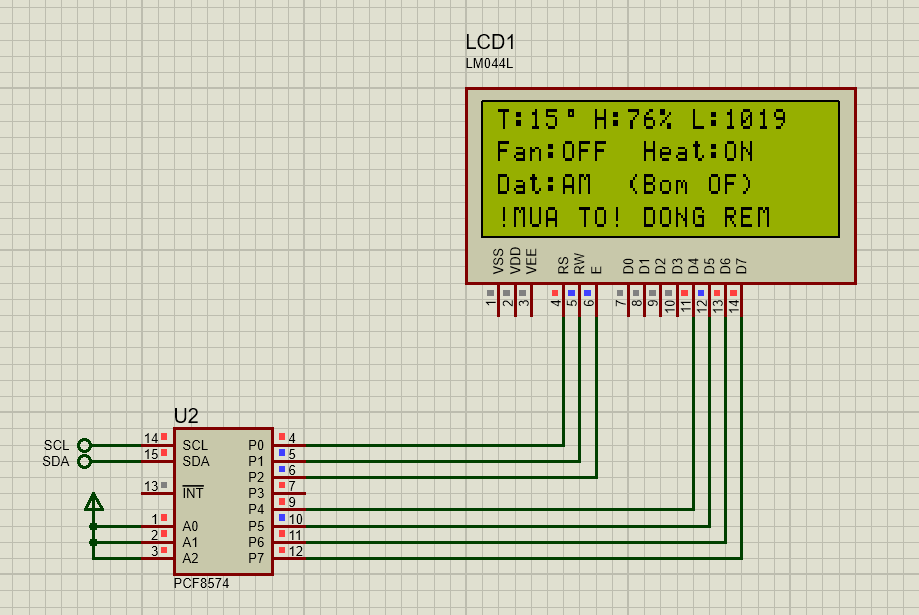 LCD1
LM044L
T:15° H:76% L:1019
Fan:OFF Heat:ON
Dat:AM (Bom OF)
!MUA TO! DONG REM
VSS VDD VEE RS RW E D0 D1 D2 D3 D4 D5 D6 D7
1 2 3 4 5 6 7 8 9 10 11 12 13 14
U2
SCL 14 SCL P0 4
SDA 15 SDA P1 5
P2 6
13 INT P3 7
P4 9
1 A0 P5 10
2 A1 P6 11
3 A2 P7 12
PCF8574